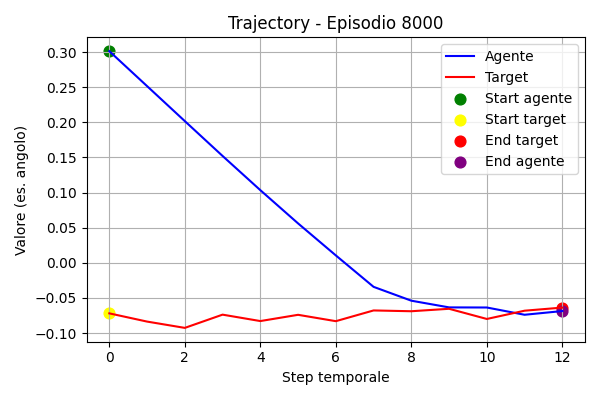 Trajectory - Episodio 8000
Valore (es. angolo)
0.30
0.25
0.20
0.15
0.10
0.05
0.00
−0.05
−0.10
Agente
Target
Start agente
Start target
End target
End agente
0 2 4 6 8 10 12
Step temporale